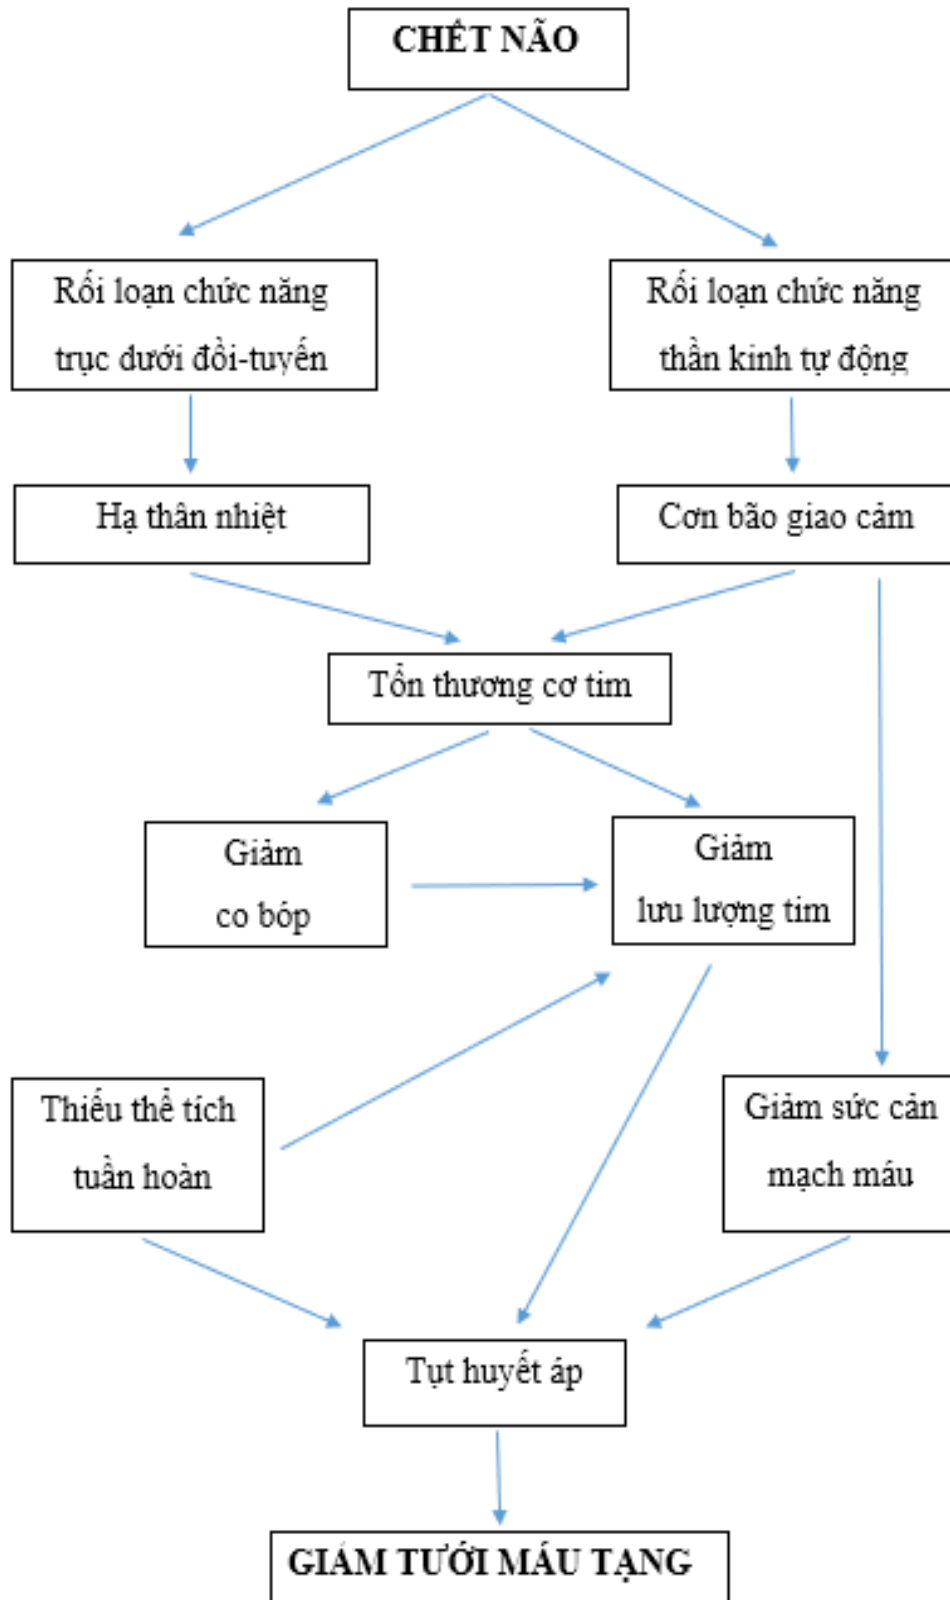 CHẾT NÃO
Rối loạn chức năng
trục dưới đồi-tuyến
Rối loạn chức năng
thần kinh tự động
Hạ thân nhiệt
Cơn bão giao cảm
Tổn thương cơ tim
Giảm
co bóp
Giảm
lưu lượng tim
Thiếu thể tích
tuần hoàn
Giảm sức cản
mạch máu
Tụt huyết áp
GIẢM TƯỚI MÁU TẠNG